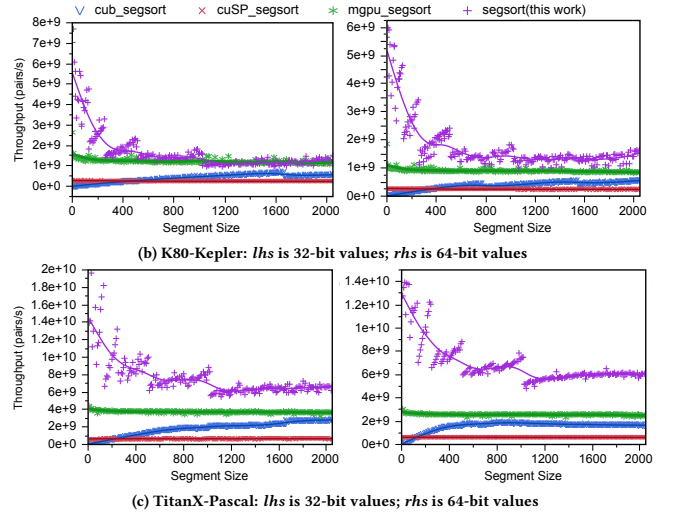 cub_segsort cuSP_segsort mgpu_segsort segsort(this work)
Throughput (pairs/s)
8e+9
7e+9
6e+9
5e+9
4e+9
3e+9
2e+9
1e+9
0e+0
0 400 800 1200 1600 2000
Segment Size
6e+9
5e+9
4e+9
3e+9
2e+9
1e+9
0e+0
0 400 800 1200 1600 2000
Segment Size
(b) K80-Kepler: lhs is 32-bit values; rhs is 64-bit values
Throughput (pairs/s)
2e+10
1.8e+10
1.6e+10
1.4e+10
1.2e+10
1e+10
8e+9
6e+9
4e+9
2e+9
0e+0
0 400 800 1200 1600 2000
Segment Size
1.4e+10
1.2e+10
1e+10
8e+9
6e+9
4e+9
2e+9
0e+0
0 400 800 1200 1600 2000
Segment Size
(c) TitanX-Pascal: lhs is 32-bit values; rhs is 64-bit values